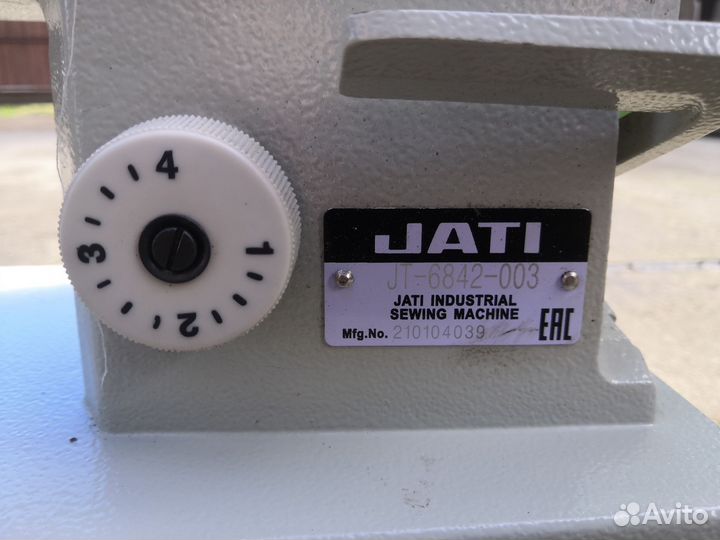 4
3
1
2
JATI
JT-6842-003
JATI INDUSTRIAL
SEWING MACHINE
Mfg.No. 210104039
EAC
Avito